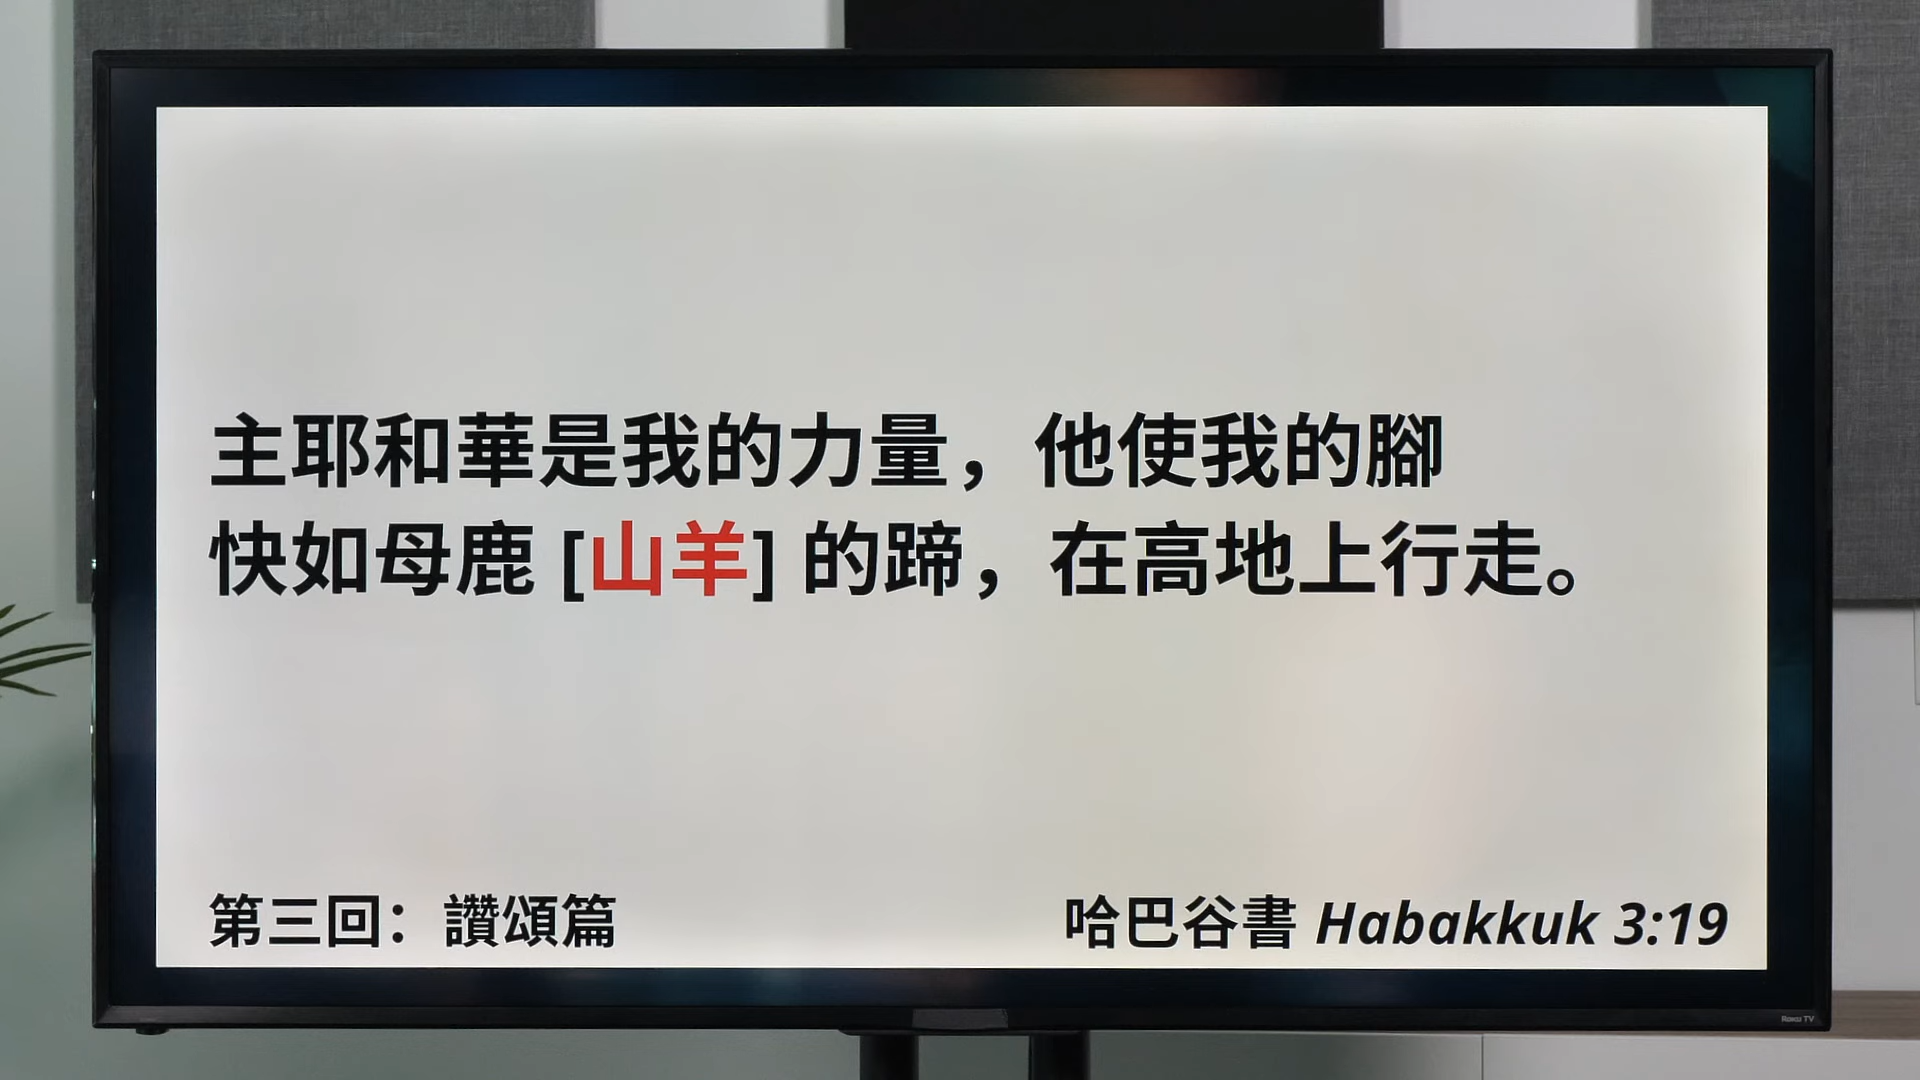 主耶和華是我的力量，他使我的腳
快如母鹿 [山羊] 的蹄，在高地上行走。
第三回：讚頌篇
哈巴谷書 Habakkuk 3:19
Roku TV